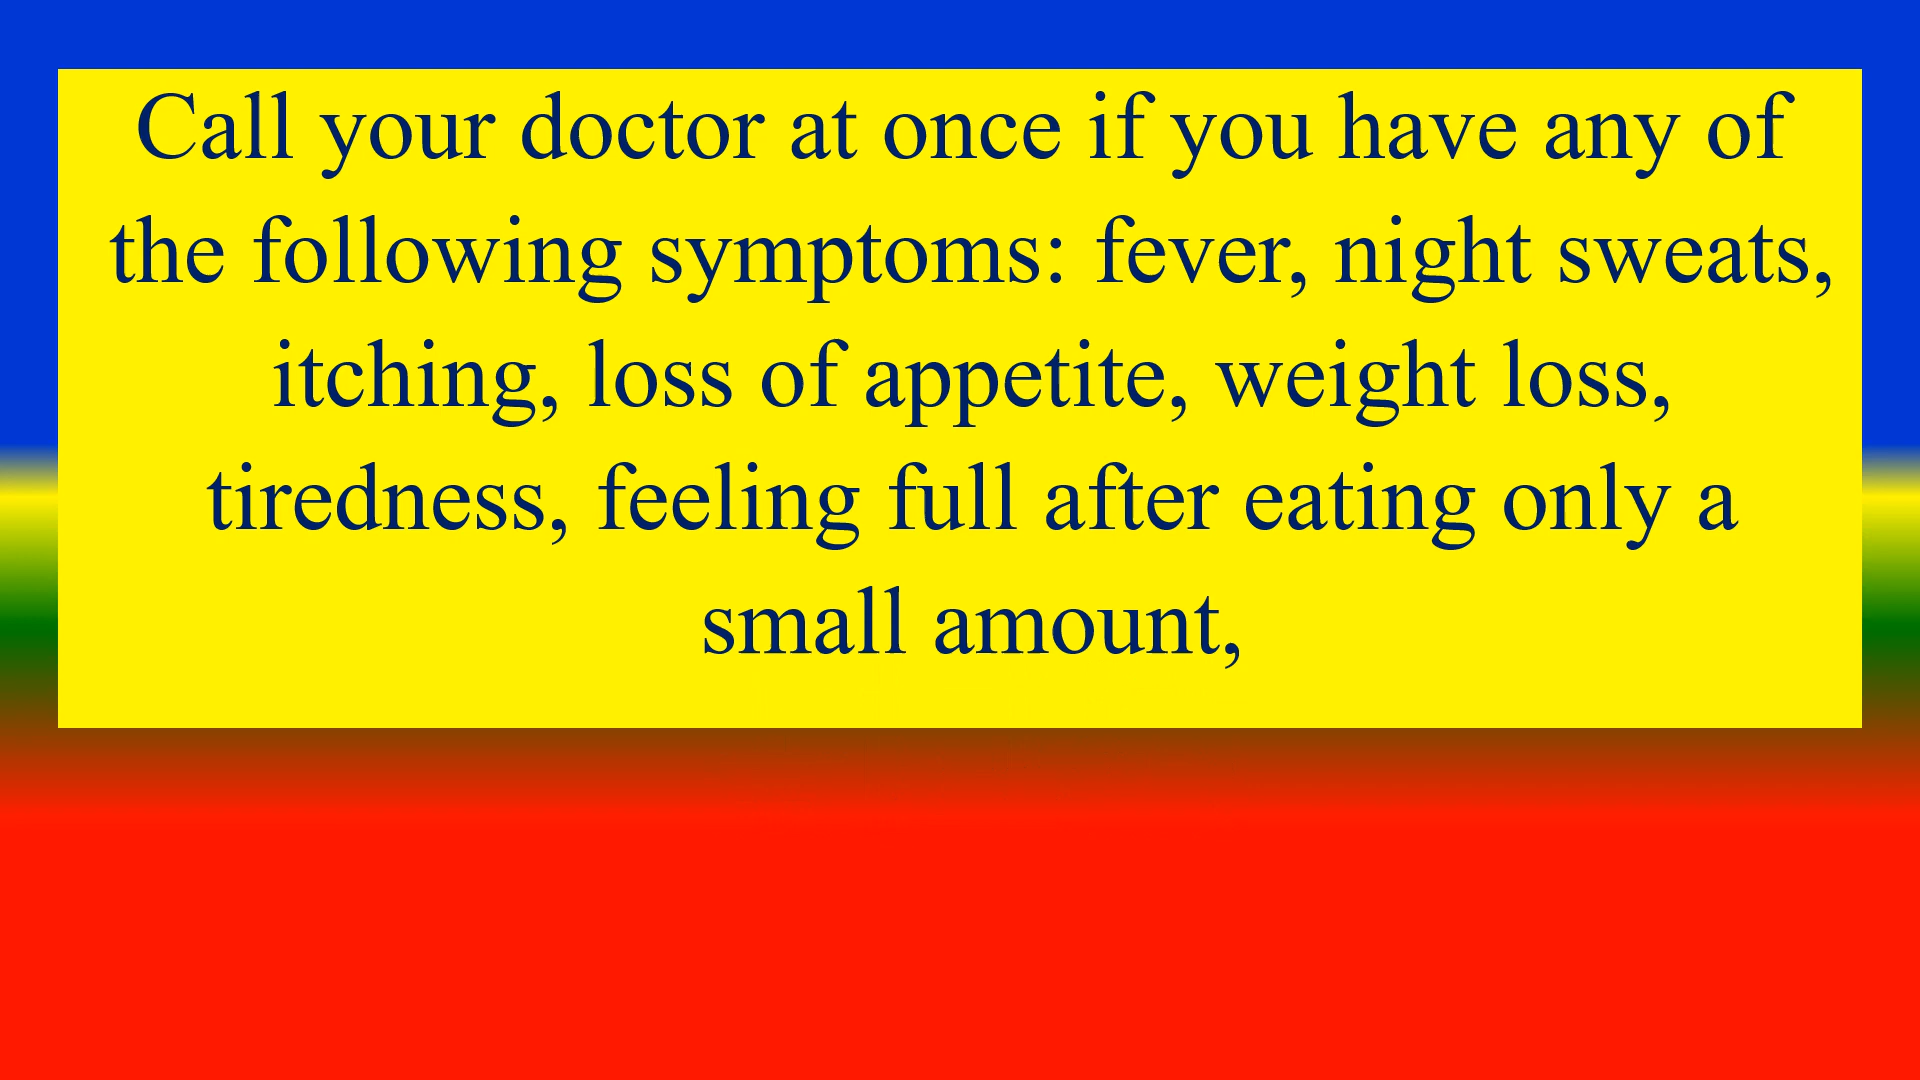 Call your doctor at once if you have any of
the following symptoms: fever, night sweats,
itching, loss of appetite, weight loss,
tiredness, feeling full after eating only a
small amount,